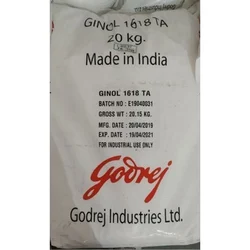 GINOL 1618 TA
20 kg.
Made in India
GINOL 1618 TA
BATCH NO : E19040031
GROSS WT : 20.15 KG.
MFG. DATE : 20/04/2019
EXP. DATE : 19/04/2021
FOR INDUSTRIAL USE ONLY
Godrej
Godrej Industries Ltd.